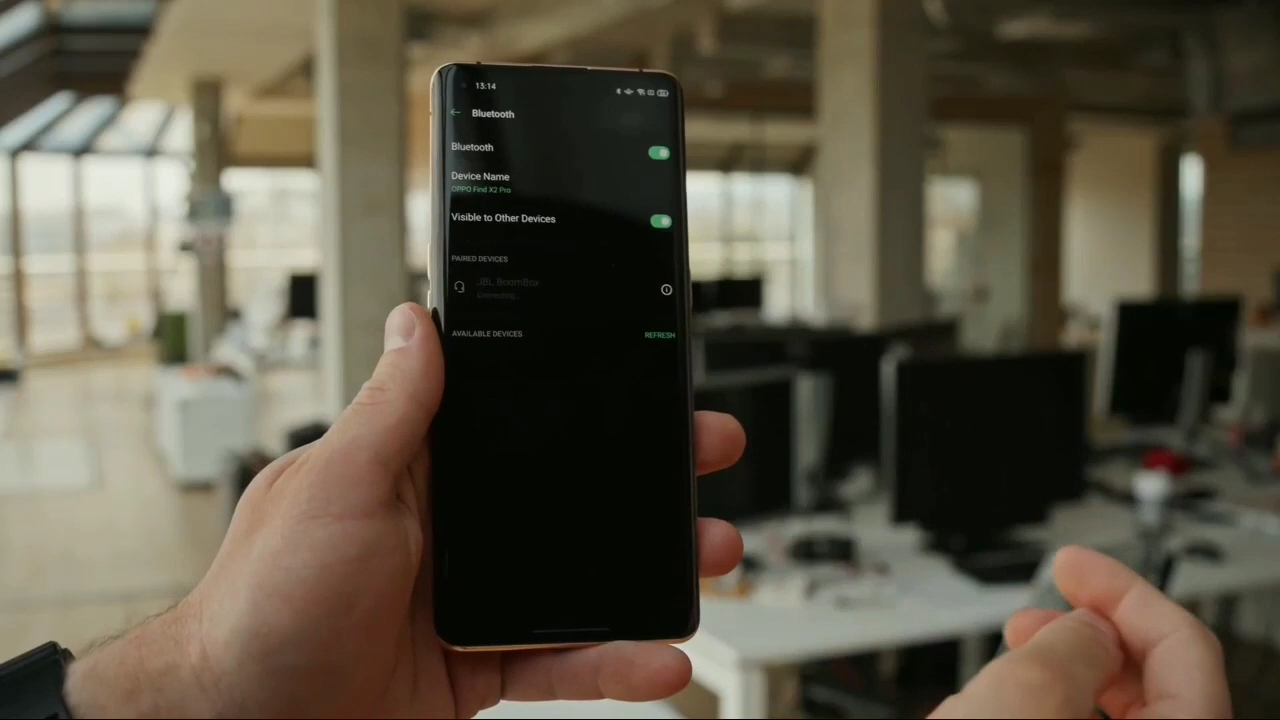 13:14
Bluetooth
Bluetooth
Device Name
OPPO Find X2 Pro
Visible to Other Devices
PAIRED DEVICES
JBL BoomBox
Connecting...
AVAILABLE DEVICES
REFRESH